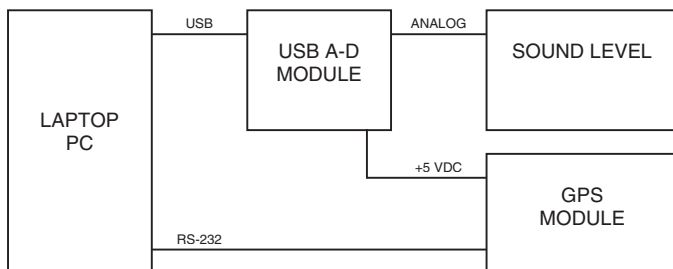 USB
ANALOG
USB A-D
MODULE
SOUND LEVEL
LAPTOP
PC
+5 VDC
GPS
MODULE
RS-232